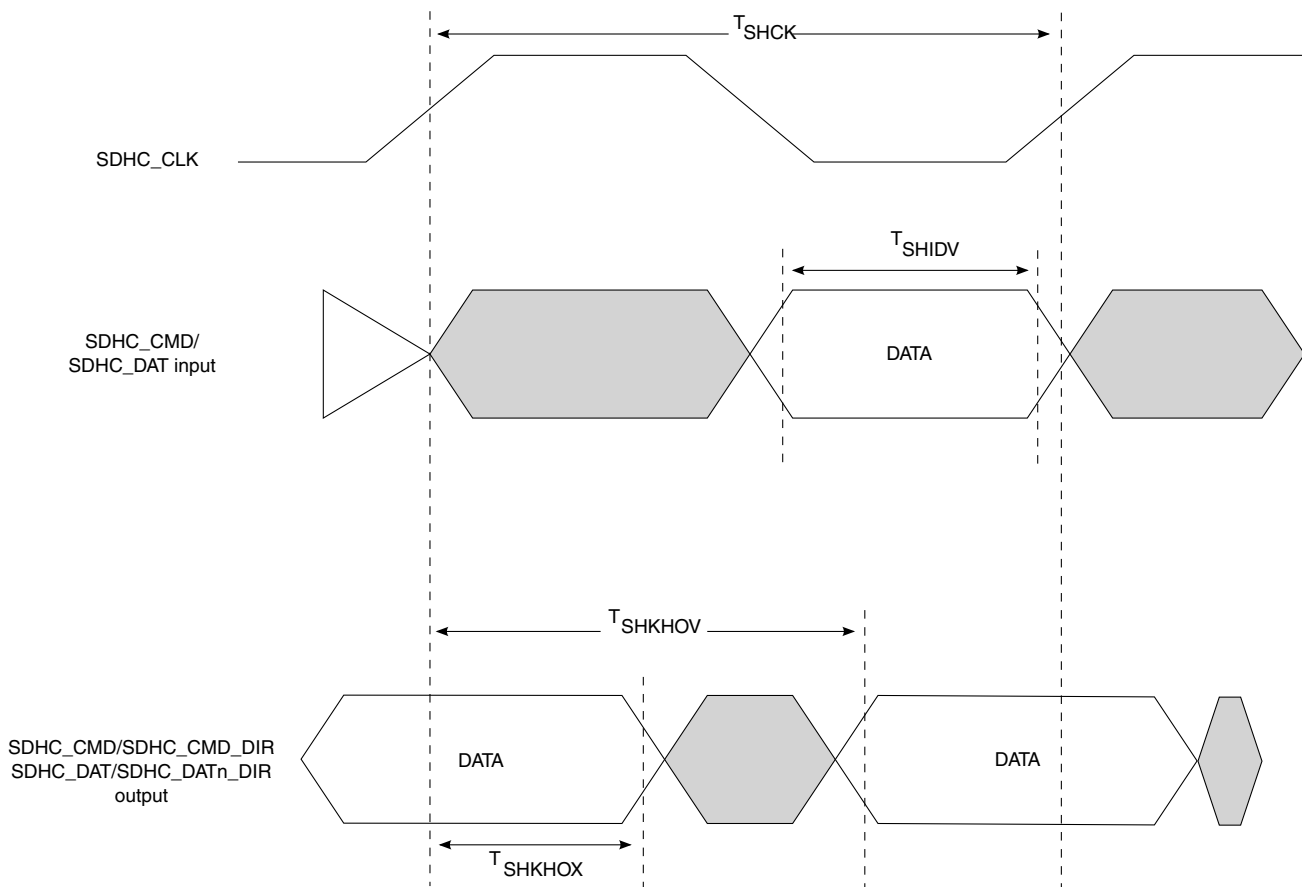 TSHCK
SDHC_CLK
TSHIDV
SDHC_CMD/
SDHC_DAT input
DATA
TSHKHOV
SDHC_CMD/SDHC_CMD_DIR
SDHC_DAT/SDHC_DATn_DIR
output
DATA
DATA
TSHKHOX